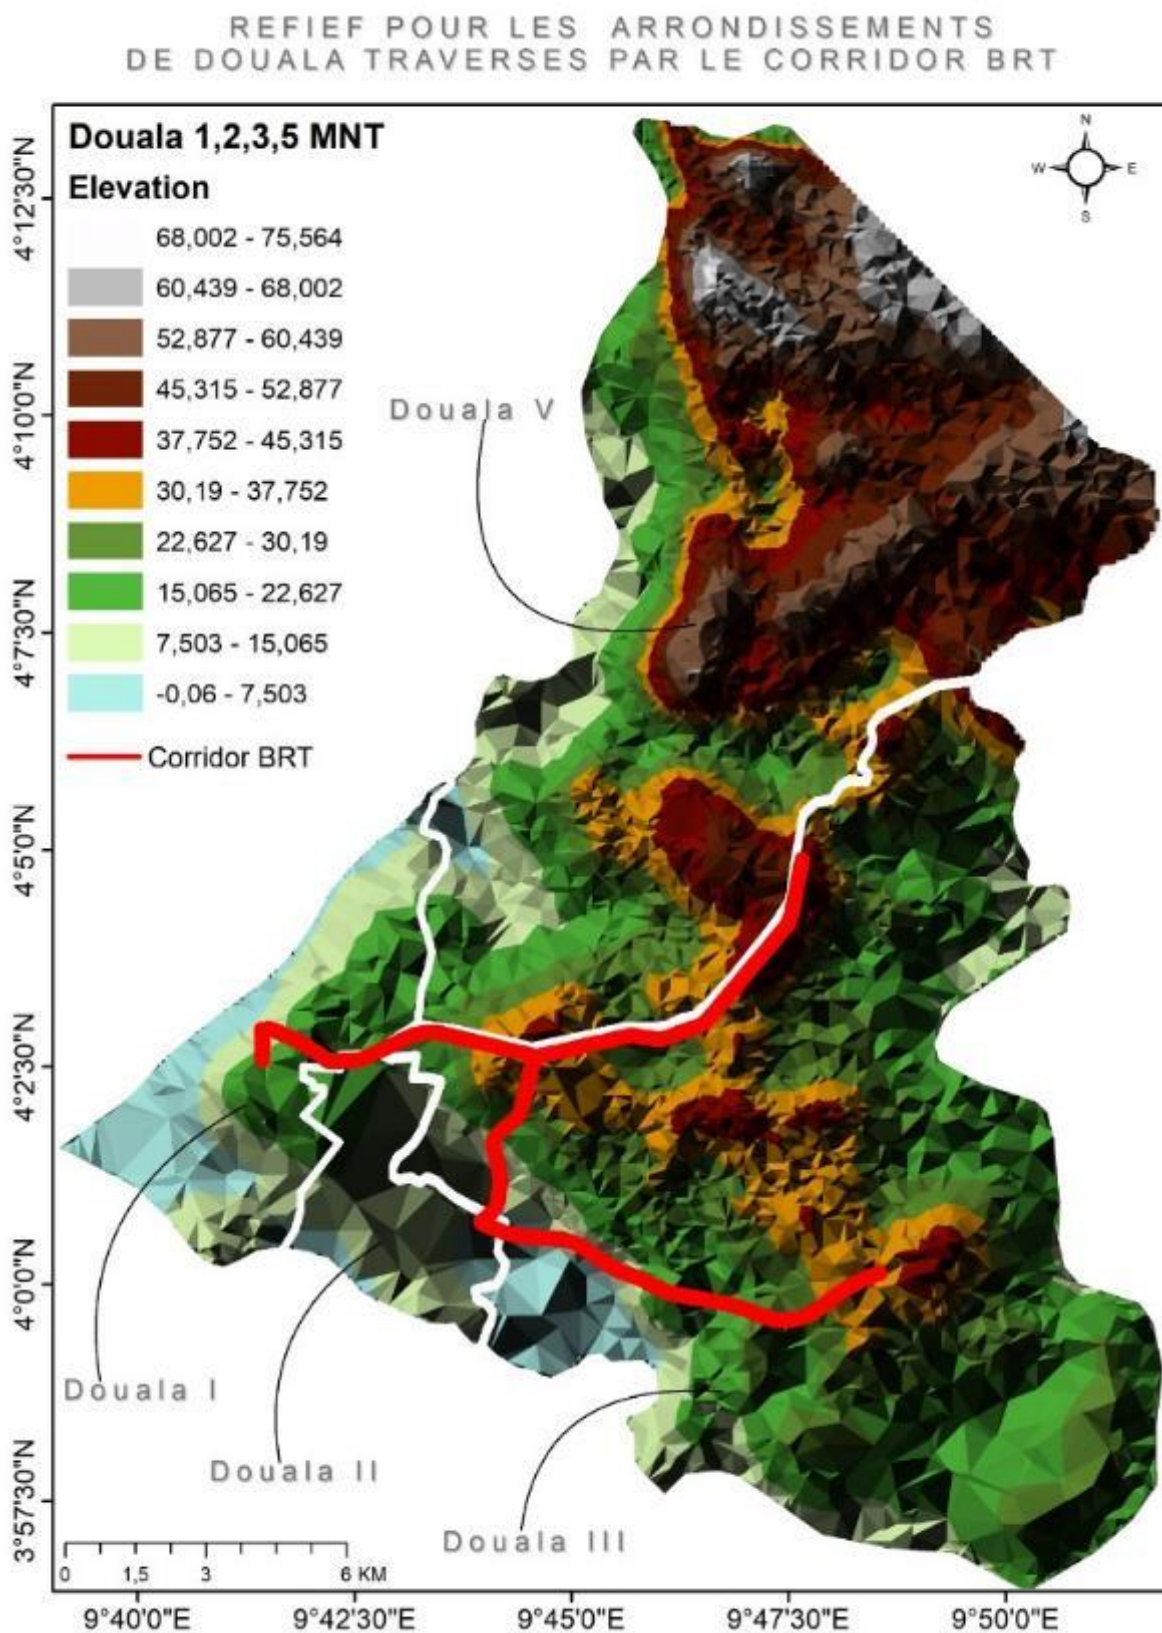 REFIEF POUR LES ARRONDISSEMENTS
DE DOUALA TRAVERSES PAR LE CORRIDOR BRT
Douala 1,2,3,5 MNT
Elevation
68,002 - 75,564
60,439 - 68,002
52,877 - 60,439
45,315 - 52,877
37,752 - 45,315
30,19 - 37,752
22,627 - 30,19
15,065 - 22,627
7,503 - 15,065
-0,06 - 7,503
Corridor BRT
N
W E
S
Douala V
Douala I
Douala II
Douala III
4°12'30"N
4°10'0"N
4°7'30"N
4°5'0"N
4°2'30"N
4°0'0"N
3°57'30"N
0 1,5 3 6 KM
9°40'0"E 9°42'30"E 9°45'0"E 9°47'30"E 9°50'0"E